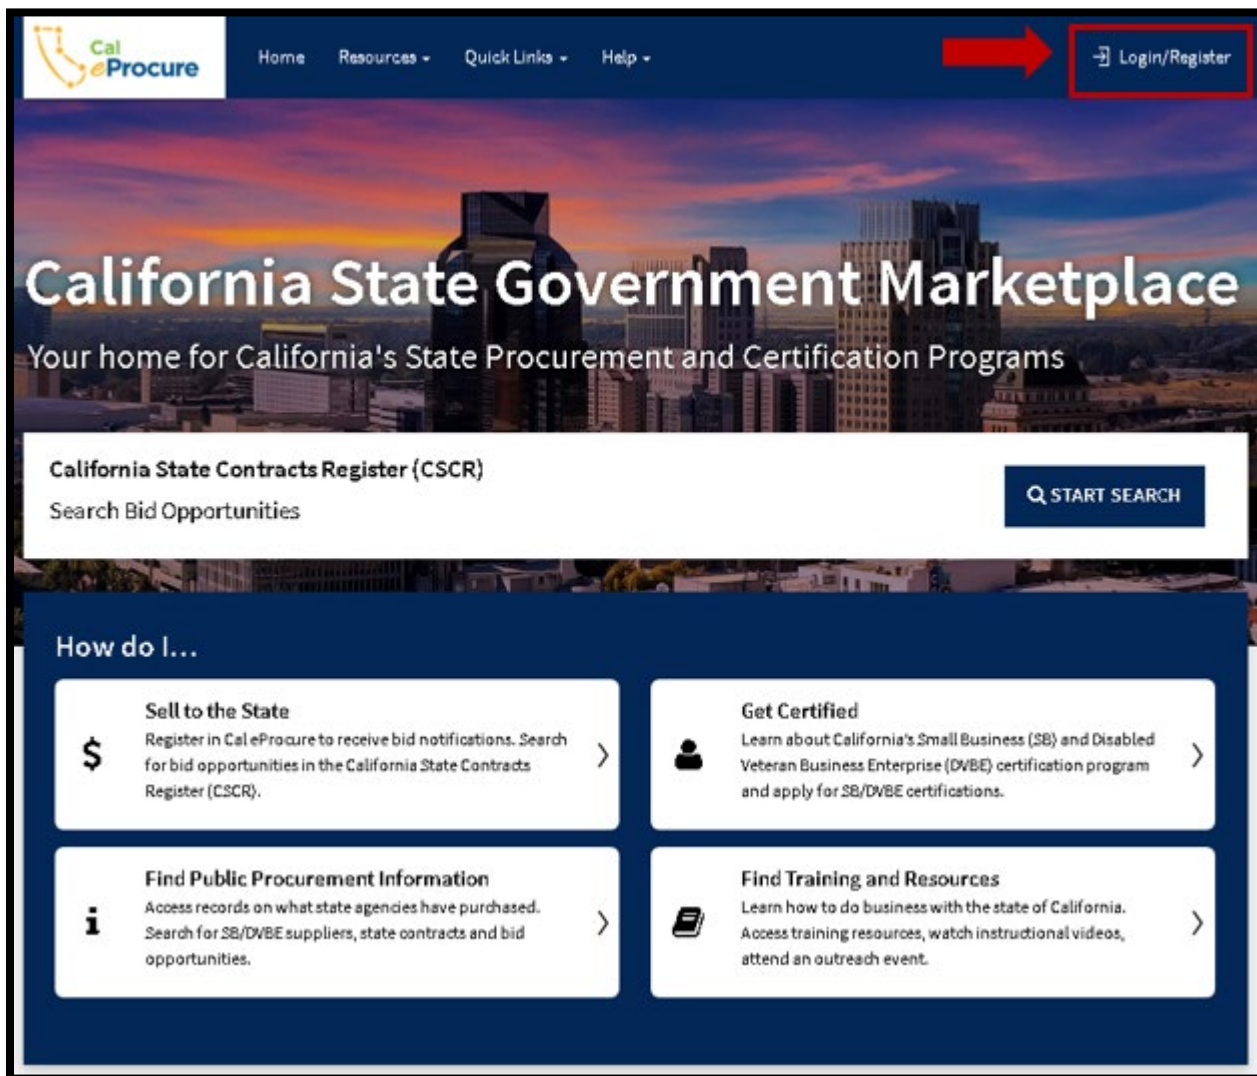 Cal
eProcure
Home Resources Quick Links Help Login/Register
California State Government Marketplace
Your home for California's State Procurement and Certification Programs
California State Contracts Register (CSCR)
Search Bid Opportunities
START SEARCH
How do I...
Sell to the State
Register in Cal eProcure to receive bid notifications. Search
for bid opportunities in the California State Contracts
Register (CSCR).
Get Certified
Learn about California's Small Business (SB) and Disabled
Veteran Business Enterprise (DVBE) certification program
and apply for SB/DVBE certifications.
Find Public Procurement Information
Access records on what state agencies have purchased.
Search for SB/DVBE suppliers, state contracts and bid
opportunities.
Find Training and Resources
Learn how to do business with the state of California.
Access training resources, watch instructional videos,
attend an outreach event.